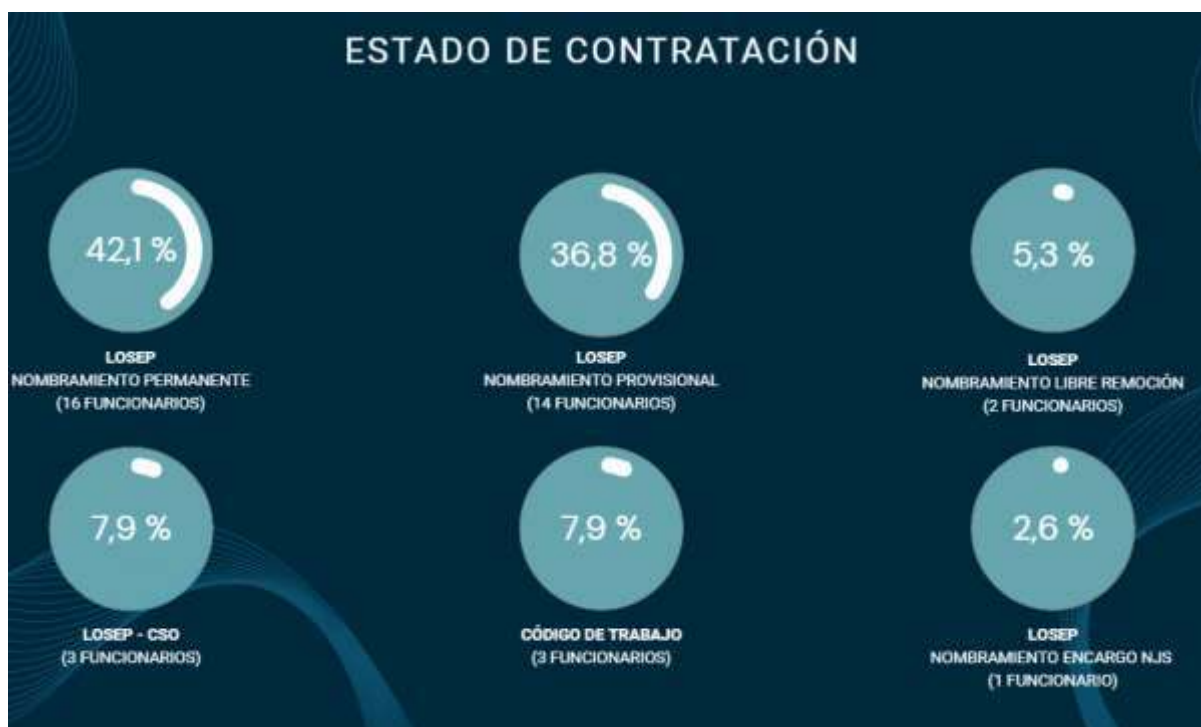 ESTADO DE CONTRATACIÓN
42,1 %
LOSEP
NOMBRAMIENTO PERMANENTE
(16 FUNCIONARIOS)
36,8 %
LOSEP
NOMBRAMIENTO PROVISIONAL
(14 FUNCIONARIOS)
5,3 %
LOSEP
NOMBRAMIENTO LIBRE REMOCIÓN
(2 FUNCIONARIOS)
7,9 %
LOSEP - CSO
(3 FUNCIONARIOS)
7,9 %
CÓDIGO DE TRABAJO
(3 FUNCIONARIOS)
2,6 %
LOSEP
NOMBRAMIENTO ENCARGO NJS
(1 FUNCIONARIO)